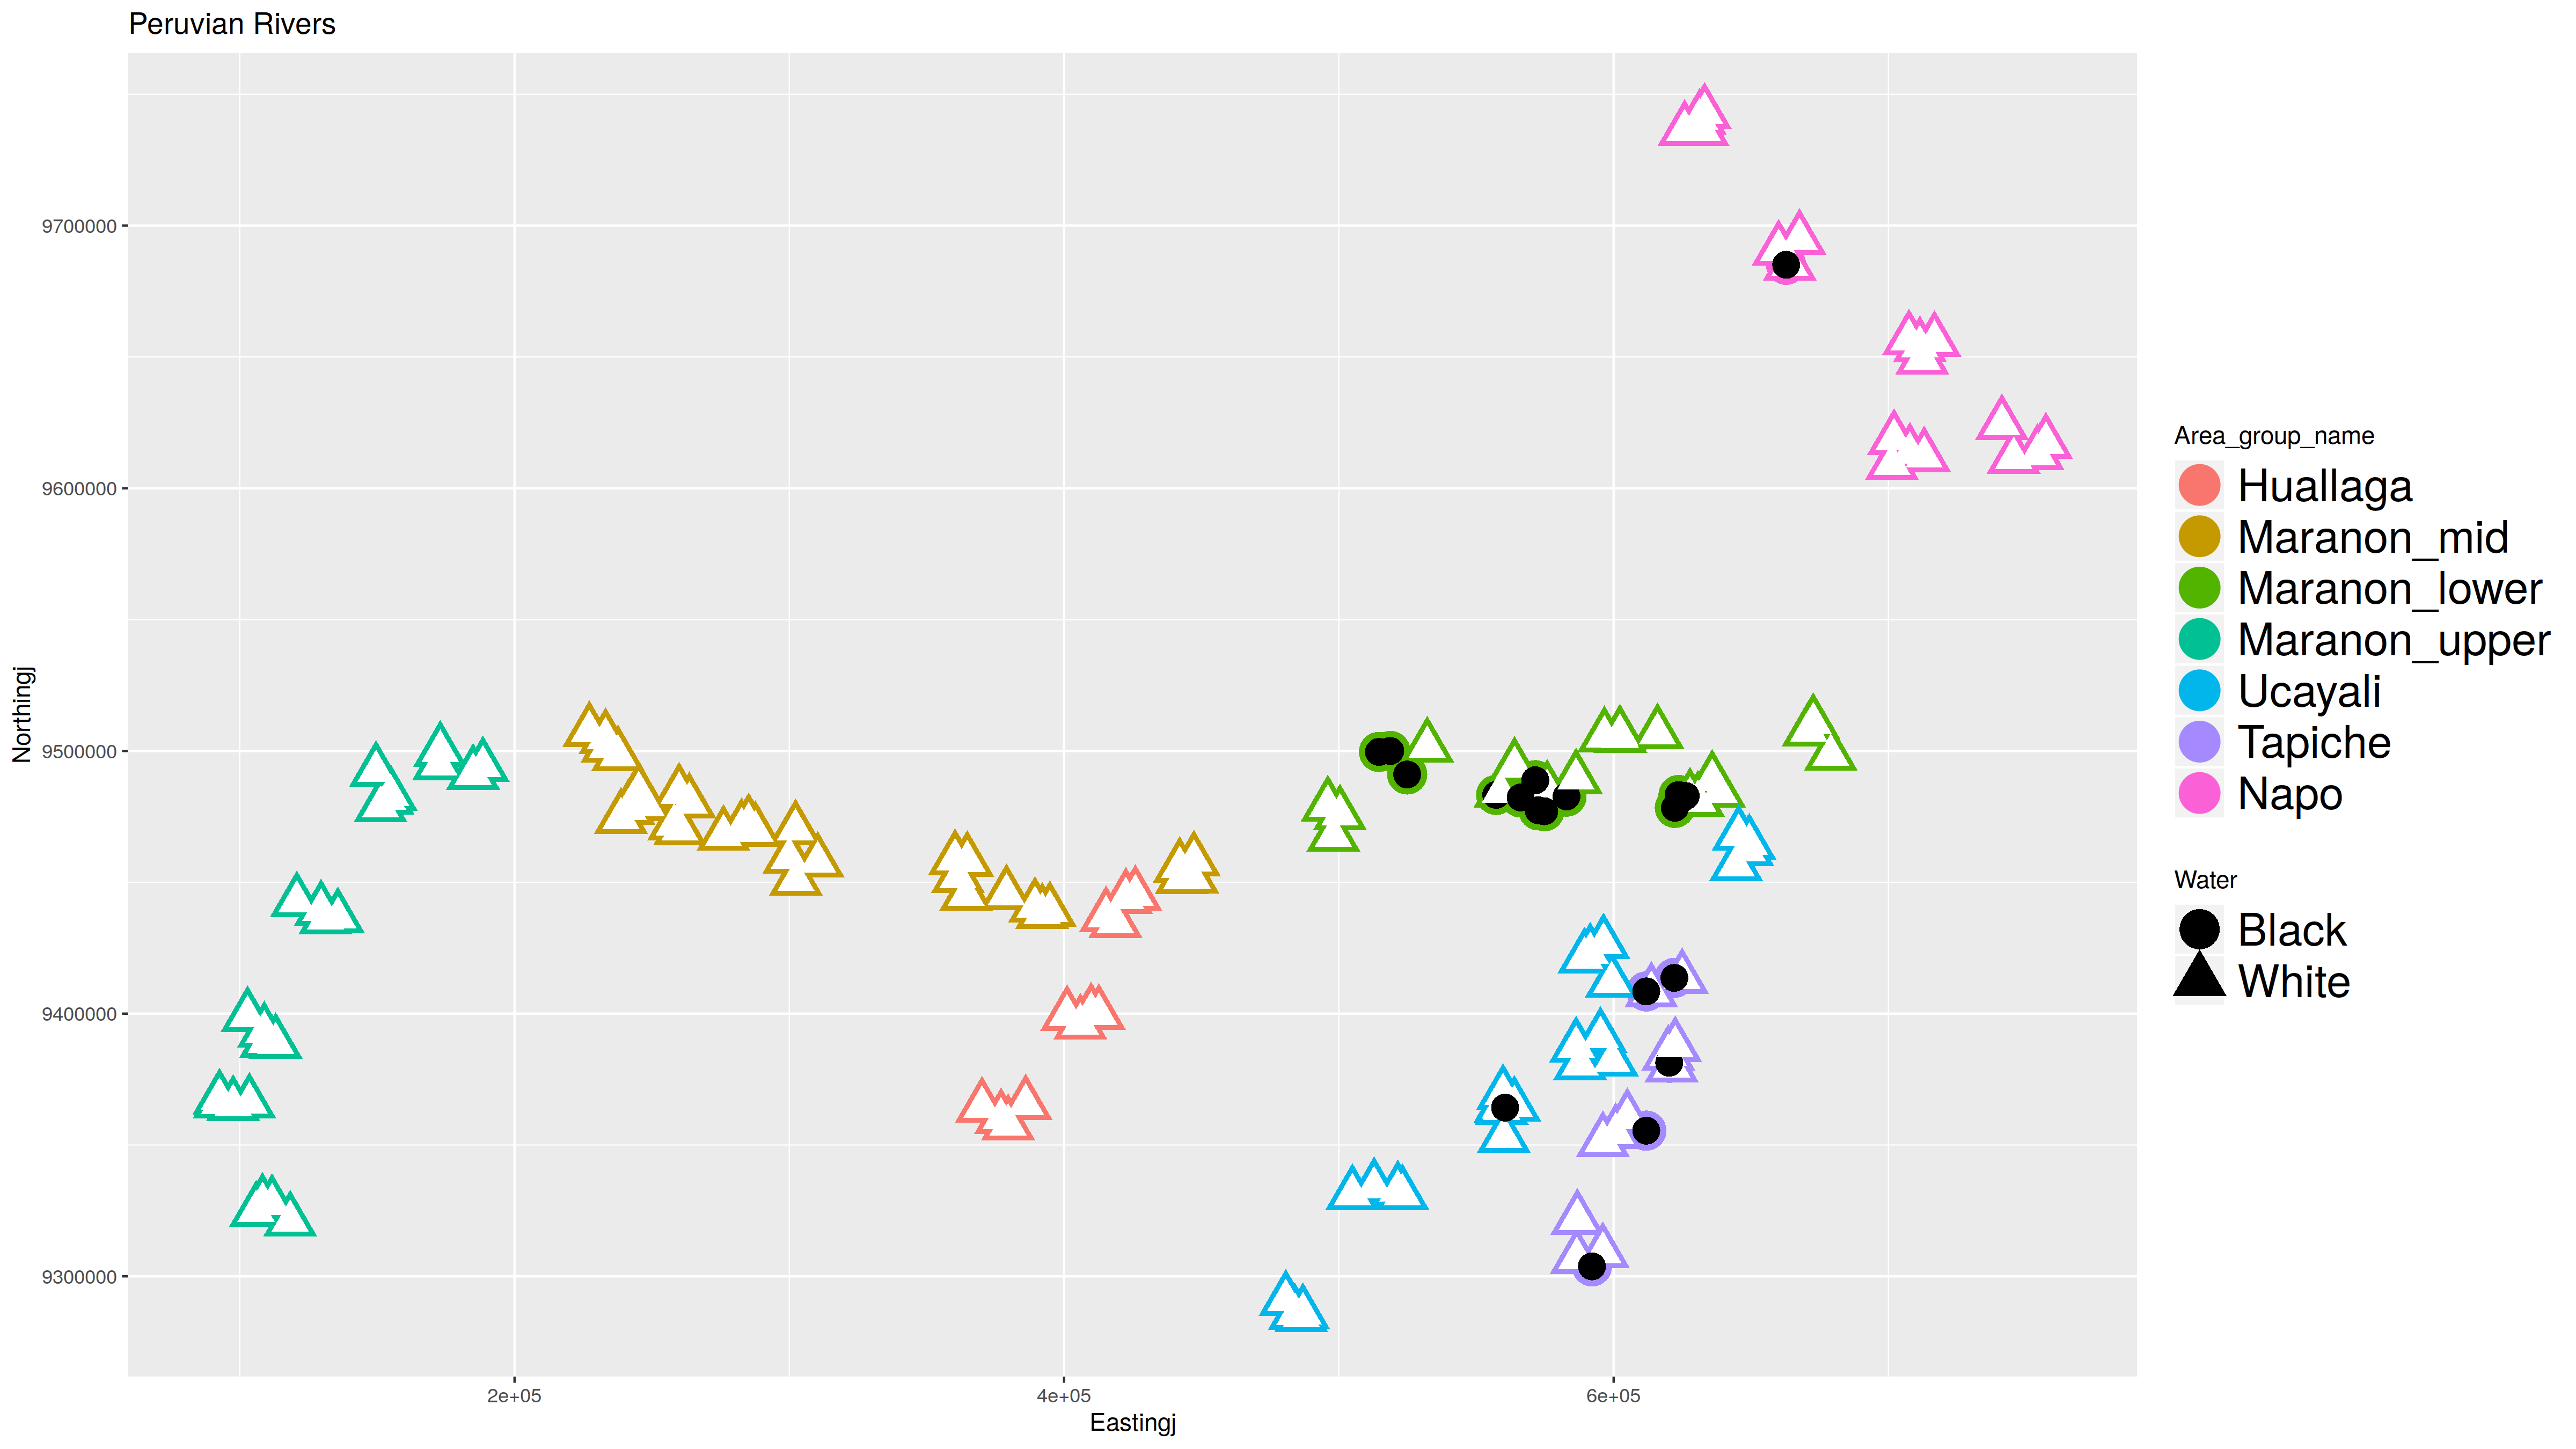 Peruvian Rivers
Northingj
9700000
9600000
9500000
9400000
9300000
2e+05
4e+05
6e+05
Eastingj
Area_group_name
Huallaga
Maranon_mid
Maranon_lower
Maranon_upper
Ucayali
Tapiche
Napo
Water
Black
White